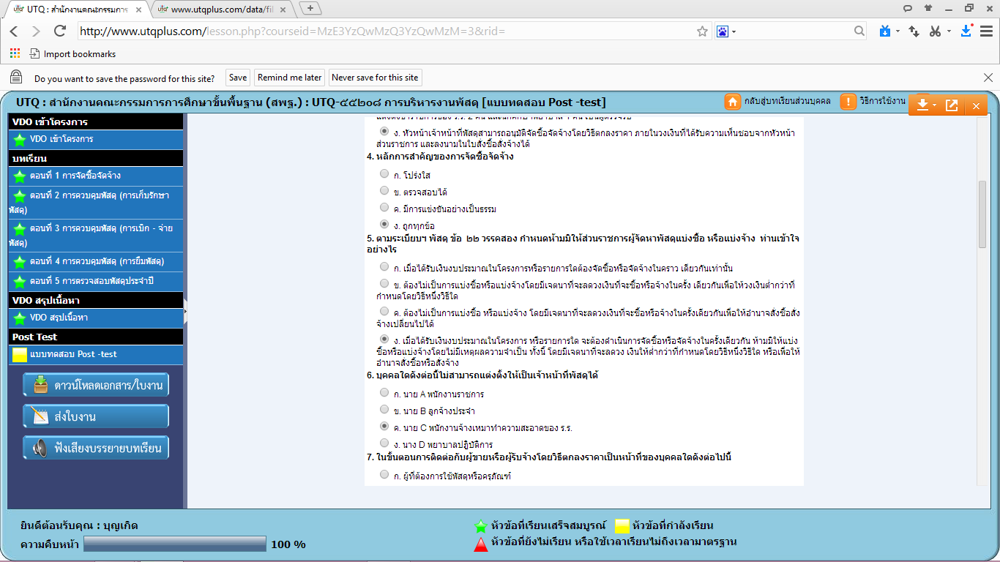 UTQ : สำนักงานคณะกรรมการ
www.utqplus.com/data/fil
http://www.utqplus.com/lesson.php?courseid=MzE3YzQwMzQ3YzQwMzM=3&rid=
Import bookmarks
Do you want to save the password for this site?
Save
Remind me later
Never save for this site
UTQ : สำนักงานคณะกรรมการการศึกษาขั้นพื้นฐาน (สพฐ.) : UTQ-๕๕๒๐๘ การบริหารงานพัสดุ [แบบทดสอบ Post -test]
กลับสู่บทเรียนส่วนบุคคล
วิธีการใช้งาน
VDO เข้าโครงการ
VDO เข้าโครงการ
บทเรียน
ตอนที่ 1 การจัดซื้อจัดจ้าง
ตอนที่ 2 การควบคุมพัสดุ (การเก็บรักษา
พัสดุ)
ตอนที่ 3 การควบคุมพัสดุ (การเบิก - จ่าย
พัสดุ)
ตอนที่ 4 การควบคุมพัสดุ (การยืมพัสดุ)
ตอนที่ 5 การตรวจสอบพัสดุประจำปี
VDO สรุปเนื้อหา
VDO สรุปเนื้อหา
Post Test
แบบทดสอบ Post -test
ดาวน์โหลดเอกสาร/ใบงาน
ส่งใบงาน
ฟังเสียงบรรยายบทเรียน
ง. หัวหน้าเจ้าหน้าที่พัสดุสามารถอนุมัติจัดซื้อจัดจ้างโดยวิธีตกลงราคา ภายในวงเงินที่ได้รับความเห็นชอบจากหัวหน้า
ส่วนราชการ และลงนามในใบสั่งซื้อสั่งจ้างได้
4. หลักการสำคัญของการจัดซื้อจัดจ้าง
ก. โปร่งใส
ข. ตรวจสอบได้
ค. มีการแข่งขันอย่างเป็นธรรม
ง. ถูกทุกข้อ
5. ตามระเบียบฯ พัสดุ ข้อ ๒๒ วรรคสอง กำหนดห้ามมิให้ส่วนราชการผู้จัดหาพัสดุแบ่งซื้อ หรือแบ่งจ้าง ท่านเข้าใจ
อย่างไร
ก. เมื่อได้รับเงินงบประมาณในโครงการหรือรายการใดต้องจัดซื้อหรือจัดจ้างในคราว เดียวกันเท่านั้น
ข. ต้องไม่เป็นการแบ่งซื้อหรือแบ่งจ้างโดยมีเจตนาที่จะลดวงเงินที่จะซื้อหรือจ้างในครั้ง เดียวกันเพื่อให้วงเงินต่ำกว่าที่
กำหนดโดยวิธีหนึ่งวิธีใด
ค. ต้องไม่เป็นการแบ่งซื้อ หรือแบ่งจ้าง โดยมีเจตนาที่จะลดวงเงินที่จะซื้อหรือจ้างในครั้งเดียวกันเพื่อให้อำนาจสั่งซื้อสั่ง
จ้างเปลี่ยนไปได้
ง. เมื่อได้รับเงินงบประมาณในโครงการ หรือรายการใด จะต้องดำเนินการจัดซื้อหรือจัดจ้างในครั้งเดียวกัน ห้ามมิให้แบ่ง
ซื้อหรือแบ่งจ้างโดยไม่มีเหตุผลความจำเป็น ทั้งนี้ โดยมีเจตนาที่จะลดวง เงินให้ต่ำกว่าที่กำหนดโดยวิธีหนึ่งวิธีใด หรือเพื่อให้
อำนาจสั่งซื้อหรือสั่งจ้าง
6. บุคคลใดดังต่อนี้ไม่สามารถแต่งตั้งให้เป็นเจ้าหน้าที่พัสดุได้
ก. นาย A พนักงานราชการ
ข. นาย B ลูกจ้างประจำ
ค. นาย C พนักงานจ้างเหมาทำความสะอาดของ ร.ร.
ง. นาง D พยาบาลปฏิบัติการ
7. ในขั้นตอนการติดต่อกับผู้ขายหรือผู้รับจ้างโดยวิธีตกลงราคาเป็นหน้าที่ของบุคคลใดดังต่อไปนี้
ก. ผู้ที่ต้องการใช้พัสดุหรือครุภัณฑ์
ยินดีต้อนรับคุณ : บุญเกิด
ความคืบหน้า 100 %
หัวข้อที่เรียนเสร็จสมบูรณ์ หัวข้อที่กำลังเรียน
หัวข้อที่ยังไม่เรียน หรือใช้เวลาเรียนไม่ถึงเวลามาตรฐาน